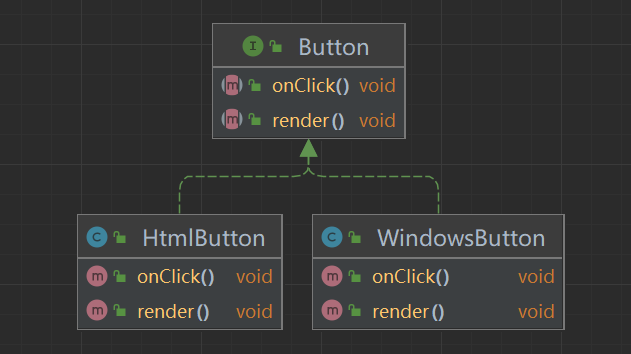 I Button
m onClick() void
m render() void
C HtmlButton
m onClick() void
m render() void
C WindowsButton
m onClick() void
m render() void